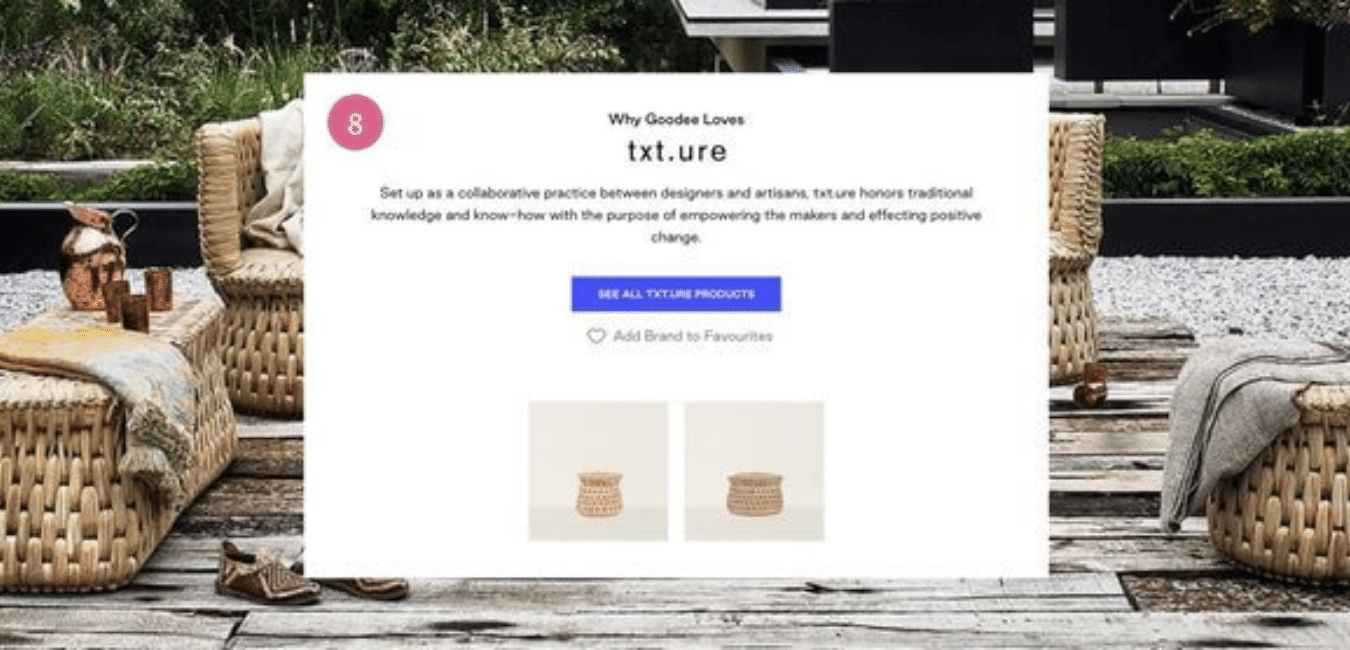 8
Why Goodee Loves
txt.ure
Set up as a collaborative practice between designers and artisans, txt.ure honors traditional
knowledge and know-how with the purpose of empowering the makers and effecting positive
change.
SEE ALL TXT.URE PRODUCTS
Add Brand to Favourites